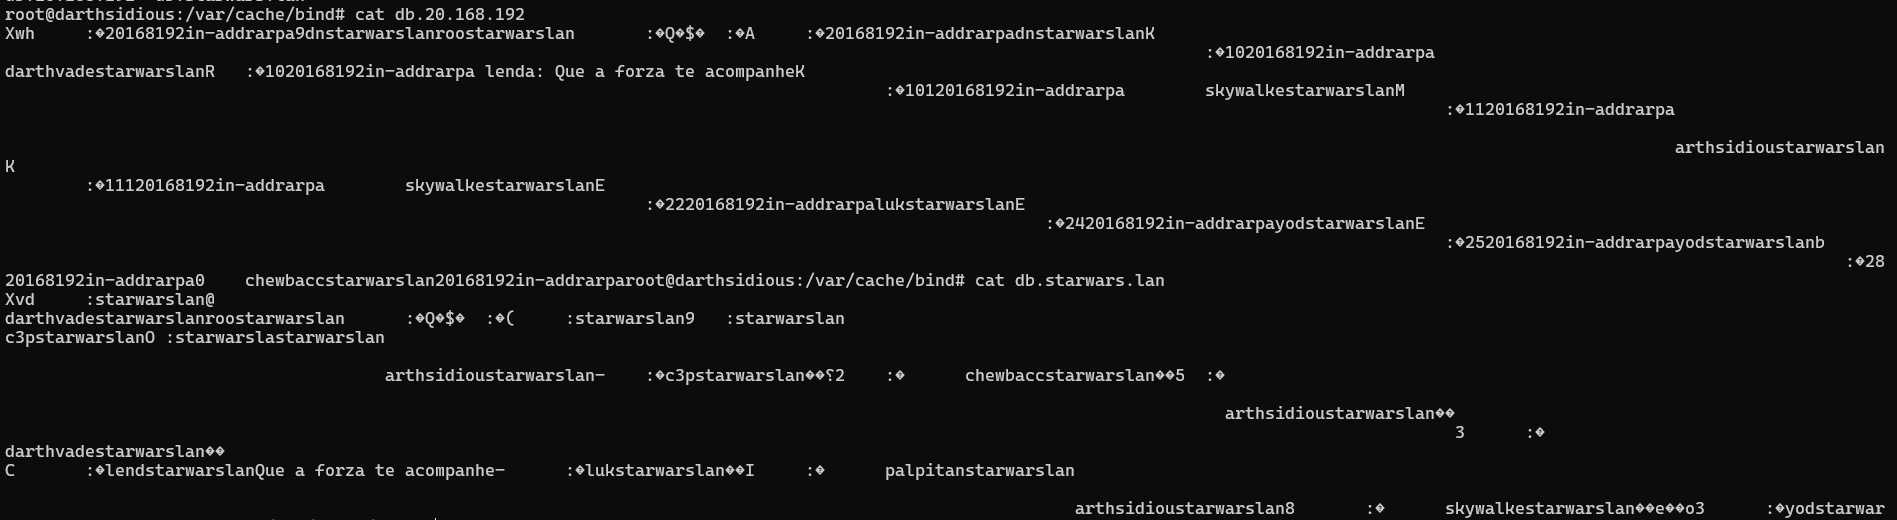 root@darthsidious:/var/cache/bind# cat db.20.168.192
Xwh     :�20168192in-addrarpa9dnstarwarslanroostarwarslan       :�Q�$�  :�A     :�20168192in-addrarpadnstarwarslanK
:�1020168192in-addrarpa
darthvadestarwarslanR   :�1020168192in-addrarpa lenda: Que a forza te acompanheK
:�10120168192in-addrarpa        skywalkestarwarslanM
:�1120168192in-addrarpa
arthsidioustarwarslan
K
:�11120168192in-addrarpa        skywalkestarwarslanE
:�2220168192in-addrarpalukstarwarslanE
:�2420168192in-addrarpayodstarwarslanE
:�2520168192in-addrarpayodstarwarslanb
:�28
20168192in-addrarpa0    chewbaccstarwarslan20168192in-addrarparoot@darthsidious:/var/cache/bind# cat db.starwars.lan
Xvd     :starwarslan@
darthvadestarwarslanroostarwarslan      :�Q�$�  :�(     :starwarslan9   :starwarslan
c3pstarwarslanO :starwarslastarwarslan
arthsidioustarwarslan-    :�c3pstarwarslan��؟2    :�      chewbaccstarwarslan��5  :�
arthsidioustarwarslan��
3      :�
darthvadestarwarslan��
C       :�lendstarwarslanQue a forza te acompanhe-      :�lukstarwarslan��I     :�      palpitanstarwarslan
arthsidioustarwarslan8       :�      skywalkestarwarslan��e��o3      :�yodstarwar